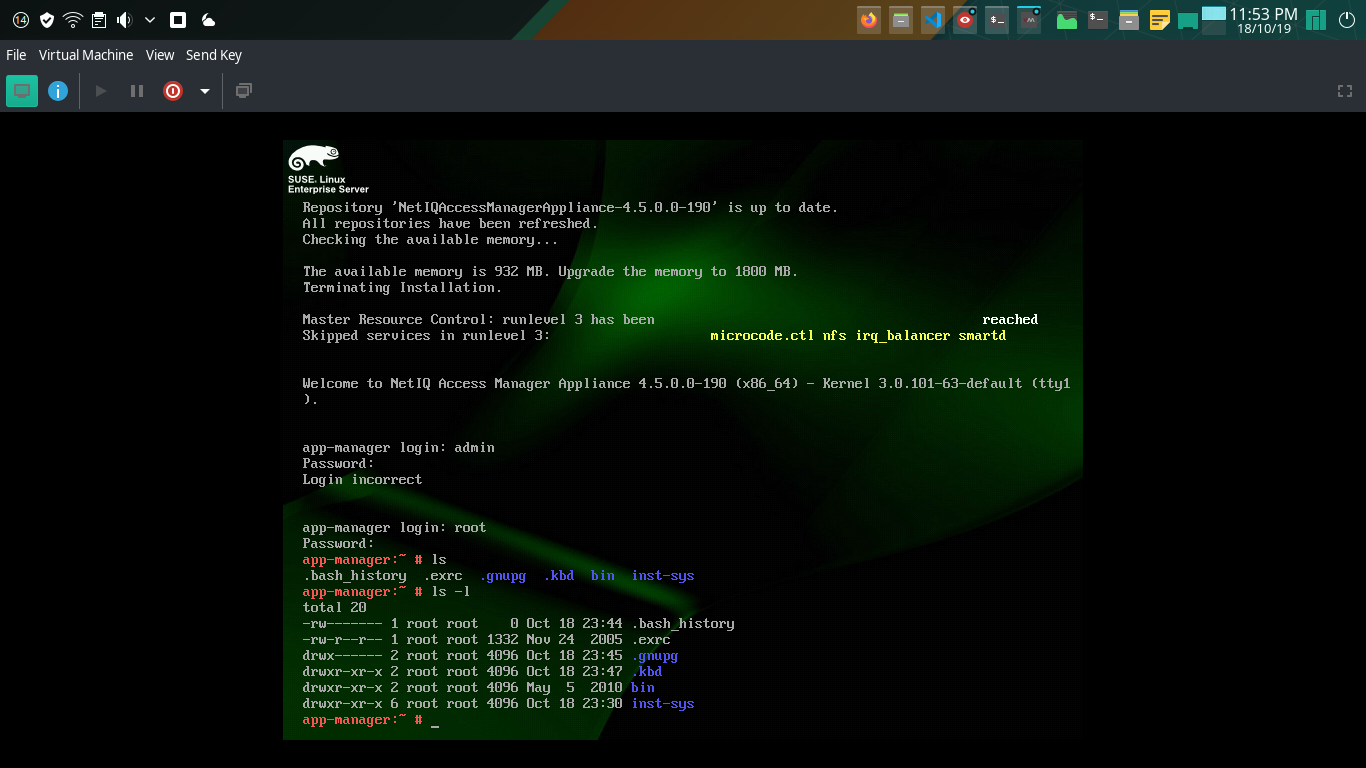 14
11:53 PM
18/10/19
File Virtual Machine View Send Key
SUSE. Linux
Enterprise Server
Repository 'NetIQAccessManagerAppliance-4.5.0.0-190' is up to date.
All repositories have been refreshed.
Checking the available memory...
The available memory is 932 MB. Upgrade the memory to 1800 MB.
Terminating Installation.
Master Resource Control: runlevel 3 has been reached
Skipped services in runlevel 3: microcode.ctl nfs irq_balancer smartd
Welcome to NetIQ Access Manager Appliance 4.5.0.0-190 (x86_64) - Kernel 3.0.101-63-default (tty1
).
app-manager login: admin
Password:
Login incorrect
app-manager login: root
Password:
app-manager:~ # ls
.bash_history .exrc .gnupg .kbd bin inst-sys
app-manager:~ # ls -l
total 20
-rw------- 1 root root 0 Oct 18 23:44 .bash_history
-rw-r--r-- 1 root root 1332 Nov 24 2005 .exrc
drwx------ 2 root root 4096 Oct 18 23:45 .gnupg
drwxr-xr-x 2 root root 4096 Oct 18 23:47 .kbd
drwxr-xr-x 2 root root 4096 May 5 2010 bin
drwxr-xr-x 6 root root 4096 Oct 18 23:30 inst-sys
app-manager:~ # _